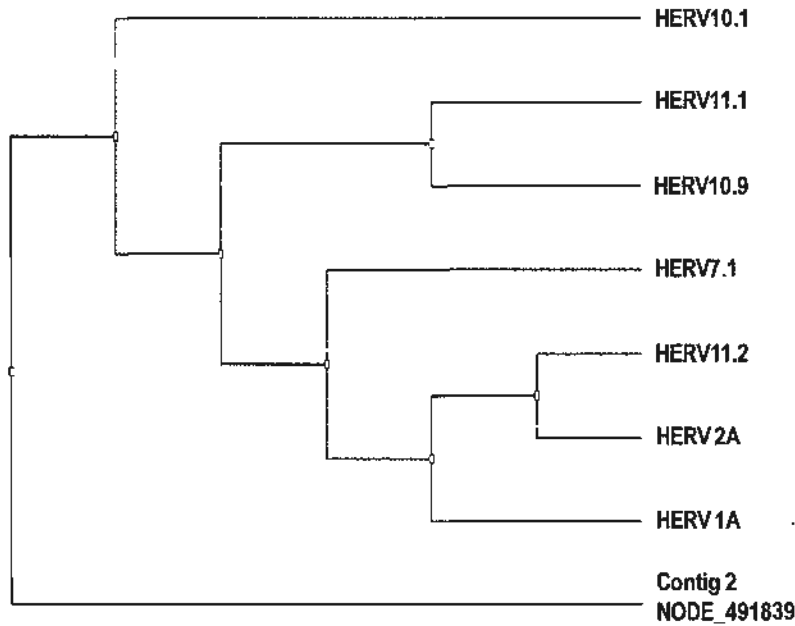 HERV10.1
HERV11.1
HERV10.9
HERV7.1
HERV11.2
HERV 2A
HERV 1A
Contig 2
NODE_491839